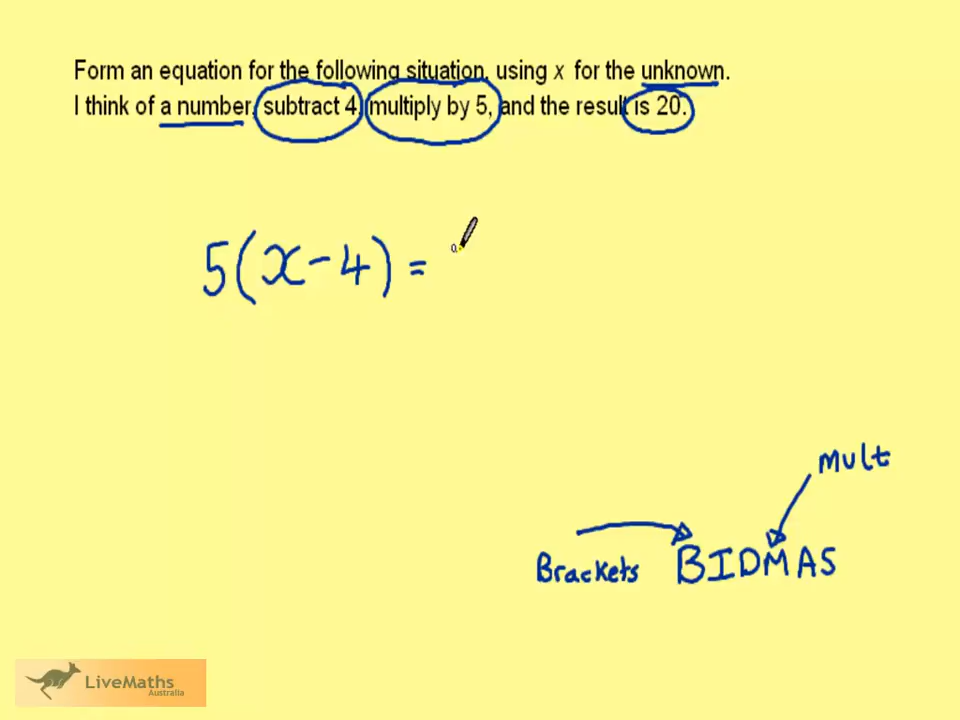 Form an equation for the following situation, using x for the unknown.
I think of a number, subtract 4, multiply by 5, and the result is 20.
5(x-4) =
mult
Brackets BIDMAS
LiveMaths
Australia